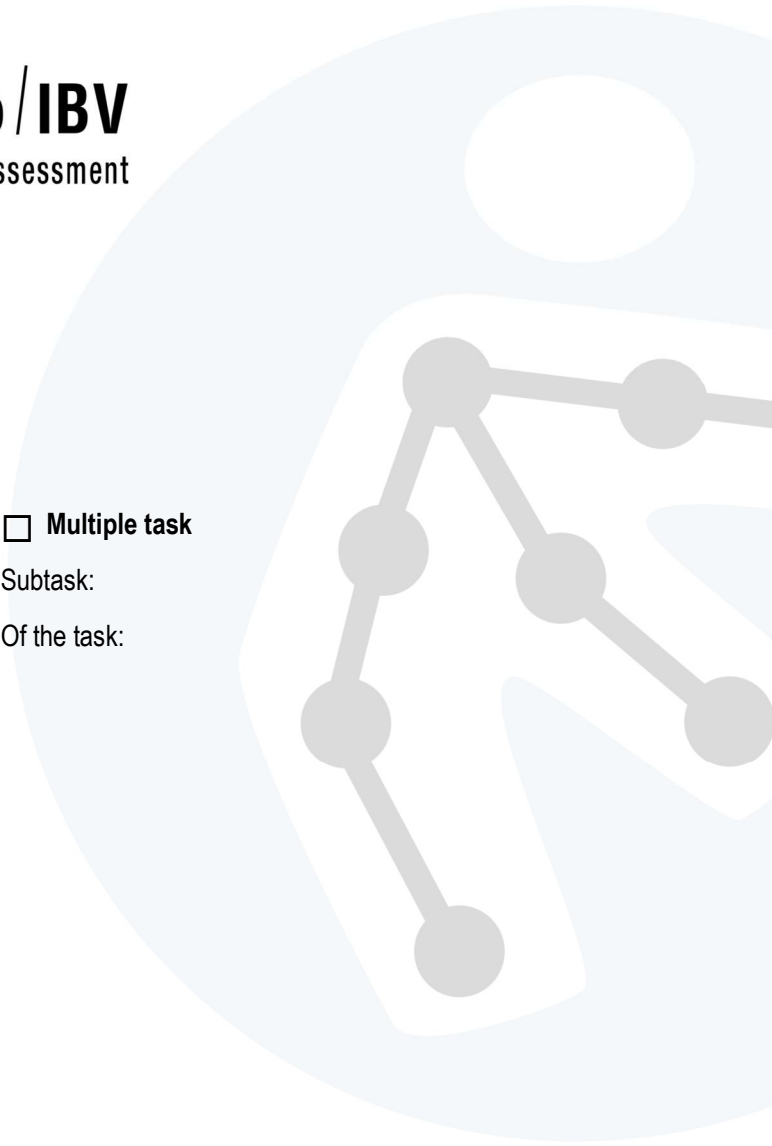 /IBV
ssessment
☐ Multiple task
Subtask:
Of the task: